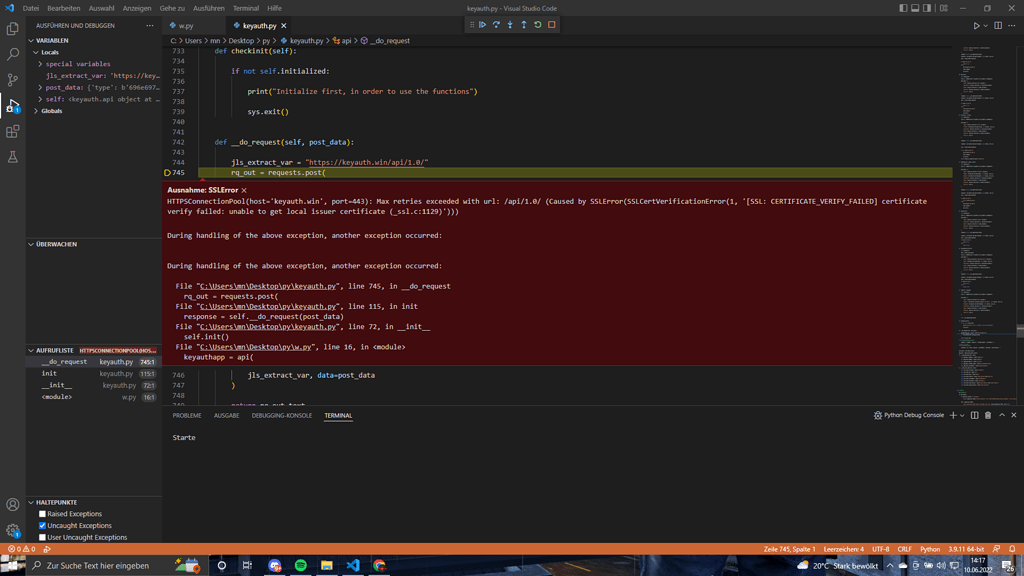 Datei Bearbeiten Auswahl Anzeigen Gehe zu Ausführen Terminal Hilfe
keyauth.py - Visual Studio Code
AUSFÜHREN UND DEBUGGEN ···
w.py
keyauth.py
C: > Users > mn > Desktop > py > keyauth.py > api > __do_request
VARIABLEN
Locals
special variables
jls_extract_var: 'https://key…
post_data: {'type': b'696e697…
self: <keyauth.api object at …
Globals
733 def checkinit(self):
734
735 if not self.initialized:
736
737 print("Initialize first, in order to use the functions")
738
739 sys.exit()
740
741
742 def __do_request(self, post_data):
743
744 jls_extract_var = "https://keyauth.win/api/1.0/"
745 rq_out = requests.post(
Ausnahme: SSLError
HTTPSConnectionPool(host='keyauth.win', port=443): Max retries exceeded with url: /api/1.0/ (Caused by SSLError(SSLCertVerificationError(1, '[SSL: CERTIFICATE_VERIFY_FAILED] certificate
verify failed: unable to get local issuer certificate (_ssl.c:1129)')))
During handling of the above exception, another exception occurred:
During handling of the above exception, another exception occurred:
File "C:\Users\mn\Desktop\py\keyauth.py", line 745, in __do_request
rq_out = requests.post(
File "C:\Users\mn\Desktop\py\keyauth.py", line 115, in init
response = self.__do_request(post_data)
File "C:\Users\mn\Desktop\py\keyauth.py", line 72, in __init__
self.init()
File "C:\Users\mn\Desktop\py\w.py", line 16, in <module>
keyauthapp = api(
746 jls_extract_var, data=post_data
747 )
748
749 return rq_out.text
ÜBERWACHEN
AUFRUFLISTE HTTPSCONNECTIONPOOL(HOS…
__do_request keyauth.py 745:1
init keyauth.py 115:1
__init__ keyauth.py 72:1
<module> w.py 16:1
PROBLEME AUSGABE DEBUGGING-KONSOLE TERMINAL
Python Debug Console
Starte
HALTEPUNKTE
Raised Exceptions
Uncaught Exceptions
User Uncaught Exceptions
0 0
Zeile 745, Spalte 1 Leerzeichen: 4 UTF-8 CRLF Python 3.9.11 64-bit
Zur Suche Text hier eingeben
20°C Stark bewölkt
14:17
10.06.2022
26